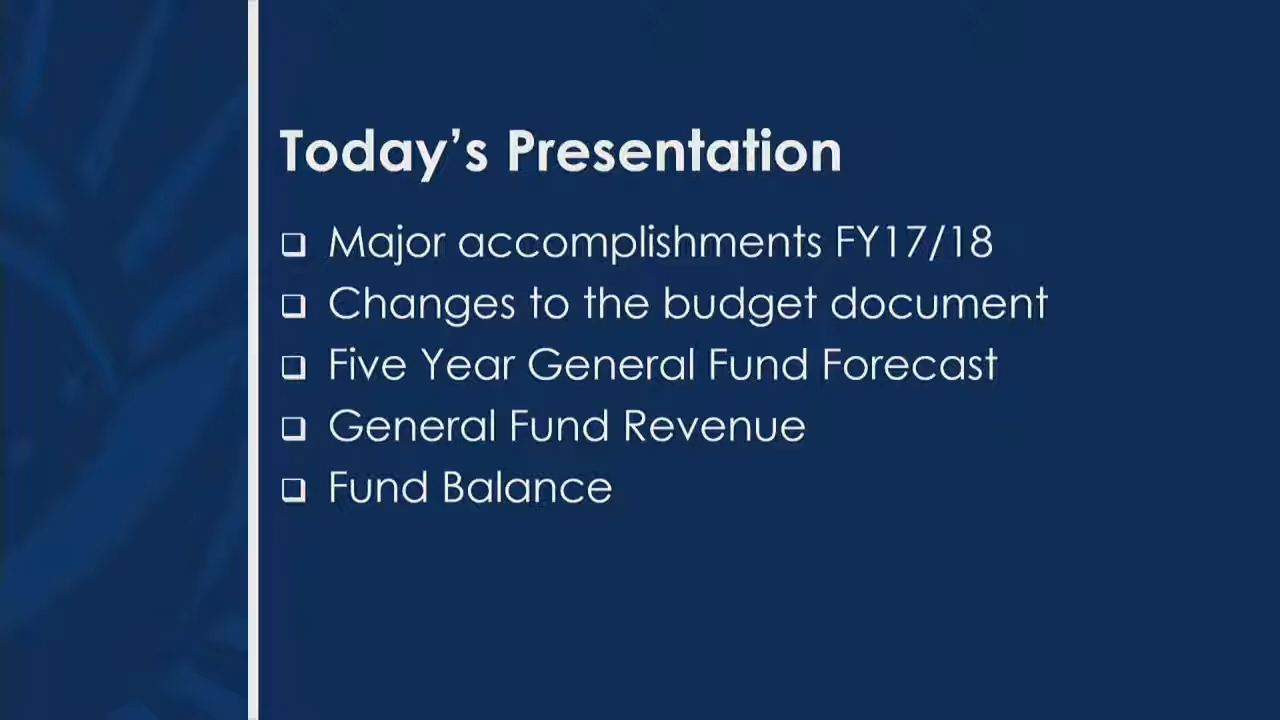 Today’s Presentation
❑ Major accomplishments FY17/18
❑ Changes to the budget document
❑ Five Year General Fund Forecast
❑ General Fund Revenue
❑ Fund Balance